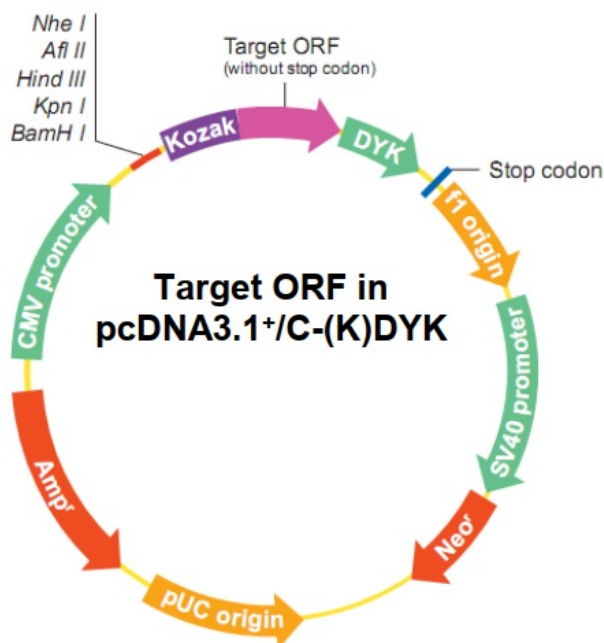 Nhe I
Afl II
Hind III
Kpn I
BamH I
Target ORF
(without stop codon)
Kozak
DYK
Stop codon
f1 origin
CMV promoter
Target ORF in
pcDNA3.1⁺/C-(K)DYK
SV40 promoter
Ampʳ
Neoʳ
pUC origin